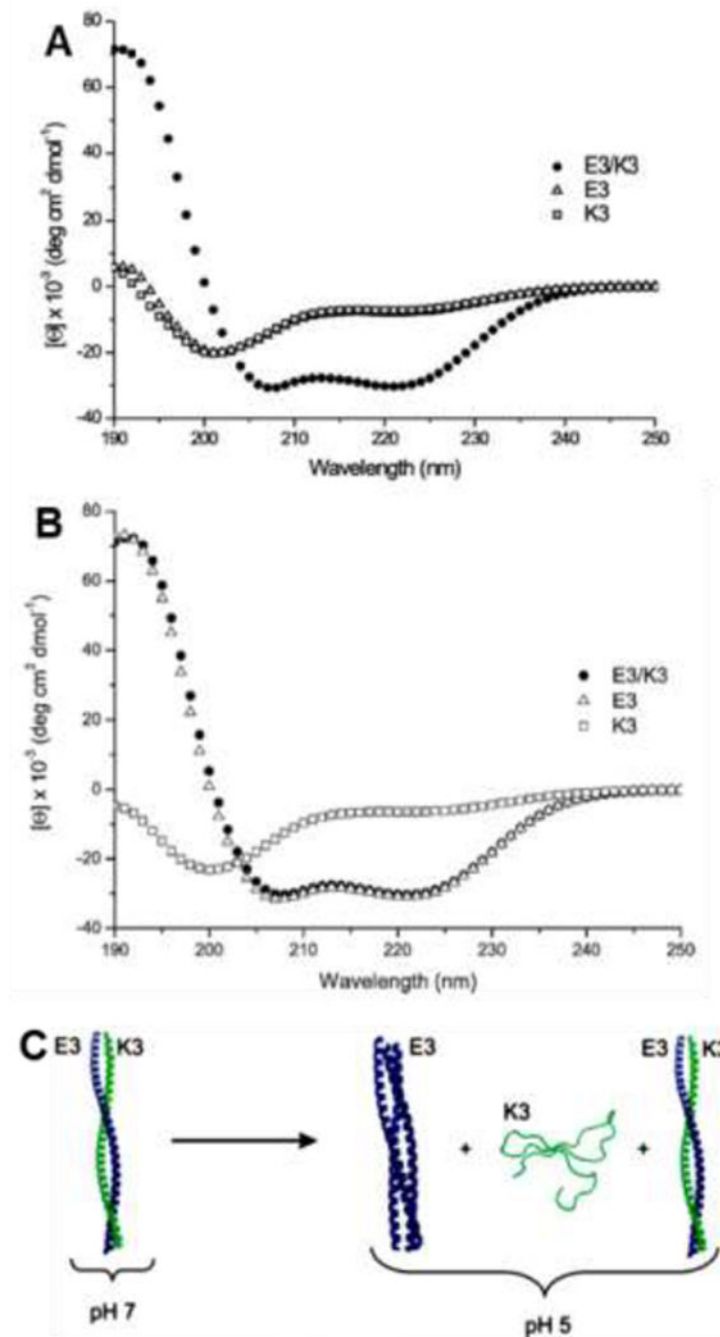 A
80
60
40
20
0
-20
-40
[Θ] x 10⁻³ (deg cm² dmol⁻¹)
E3/K3
E3
K3
190 200 210 220 230 240 250
Wavelength (nm)
B
80
60
40
20
0
-20
-40
[Θ] x 10⁻³ (deg cm² dmol⁻¹)
E3/K3
E3
K3
190 200 210 220 230 240 250
Wavelength (nm)
C
E3 K3
E3
K3
E3
+ +
pH 7
pH 5